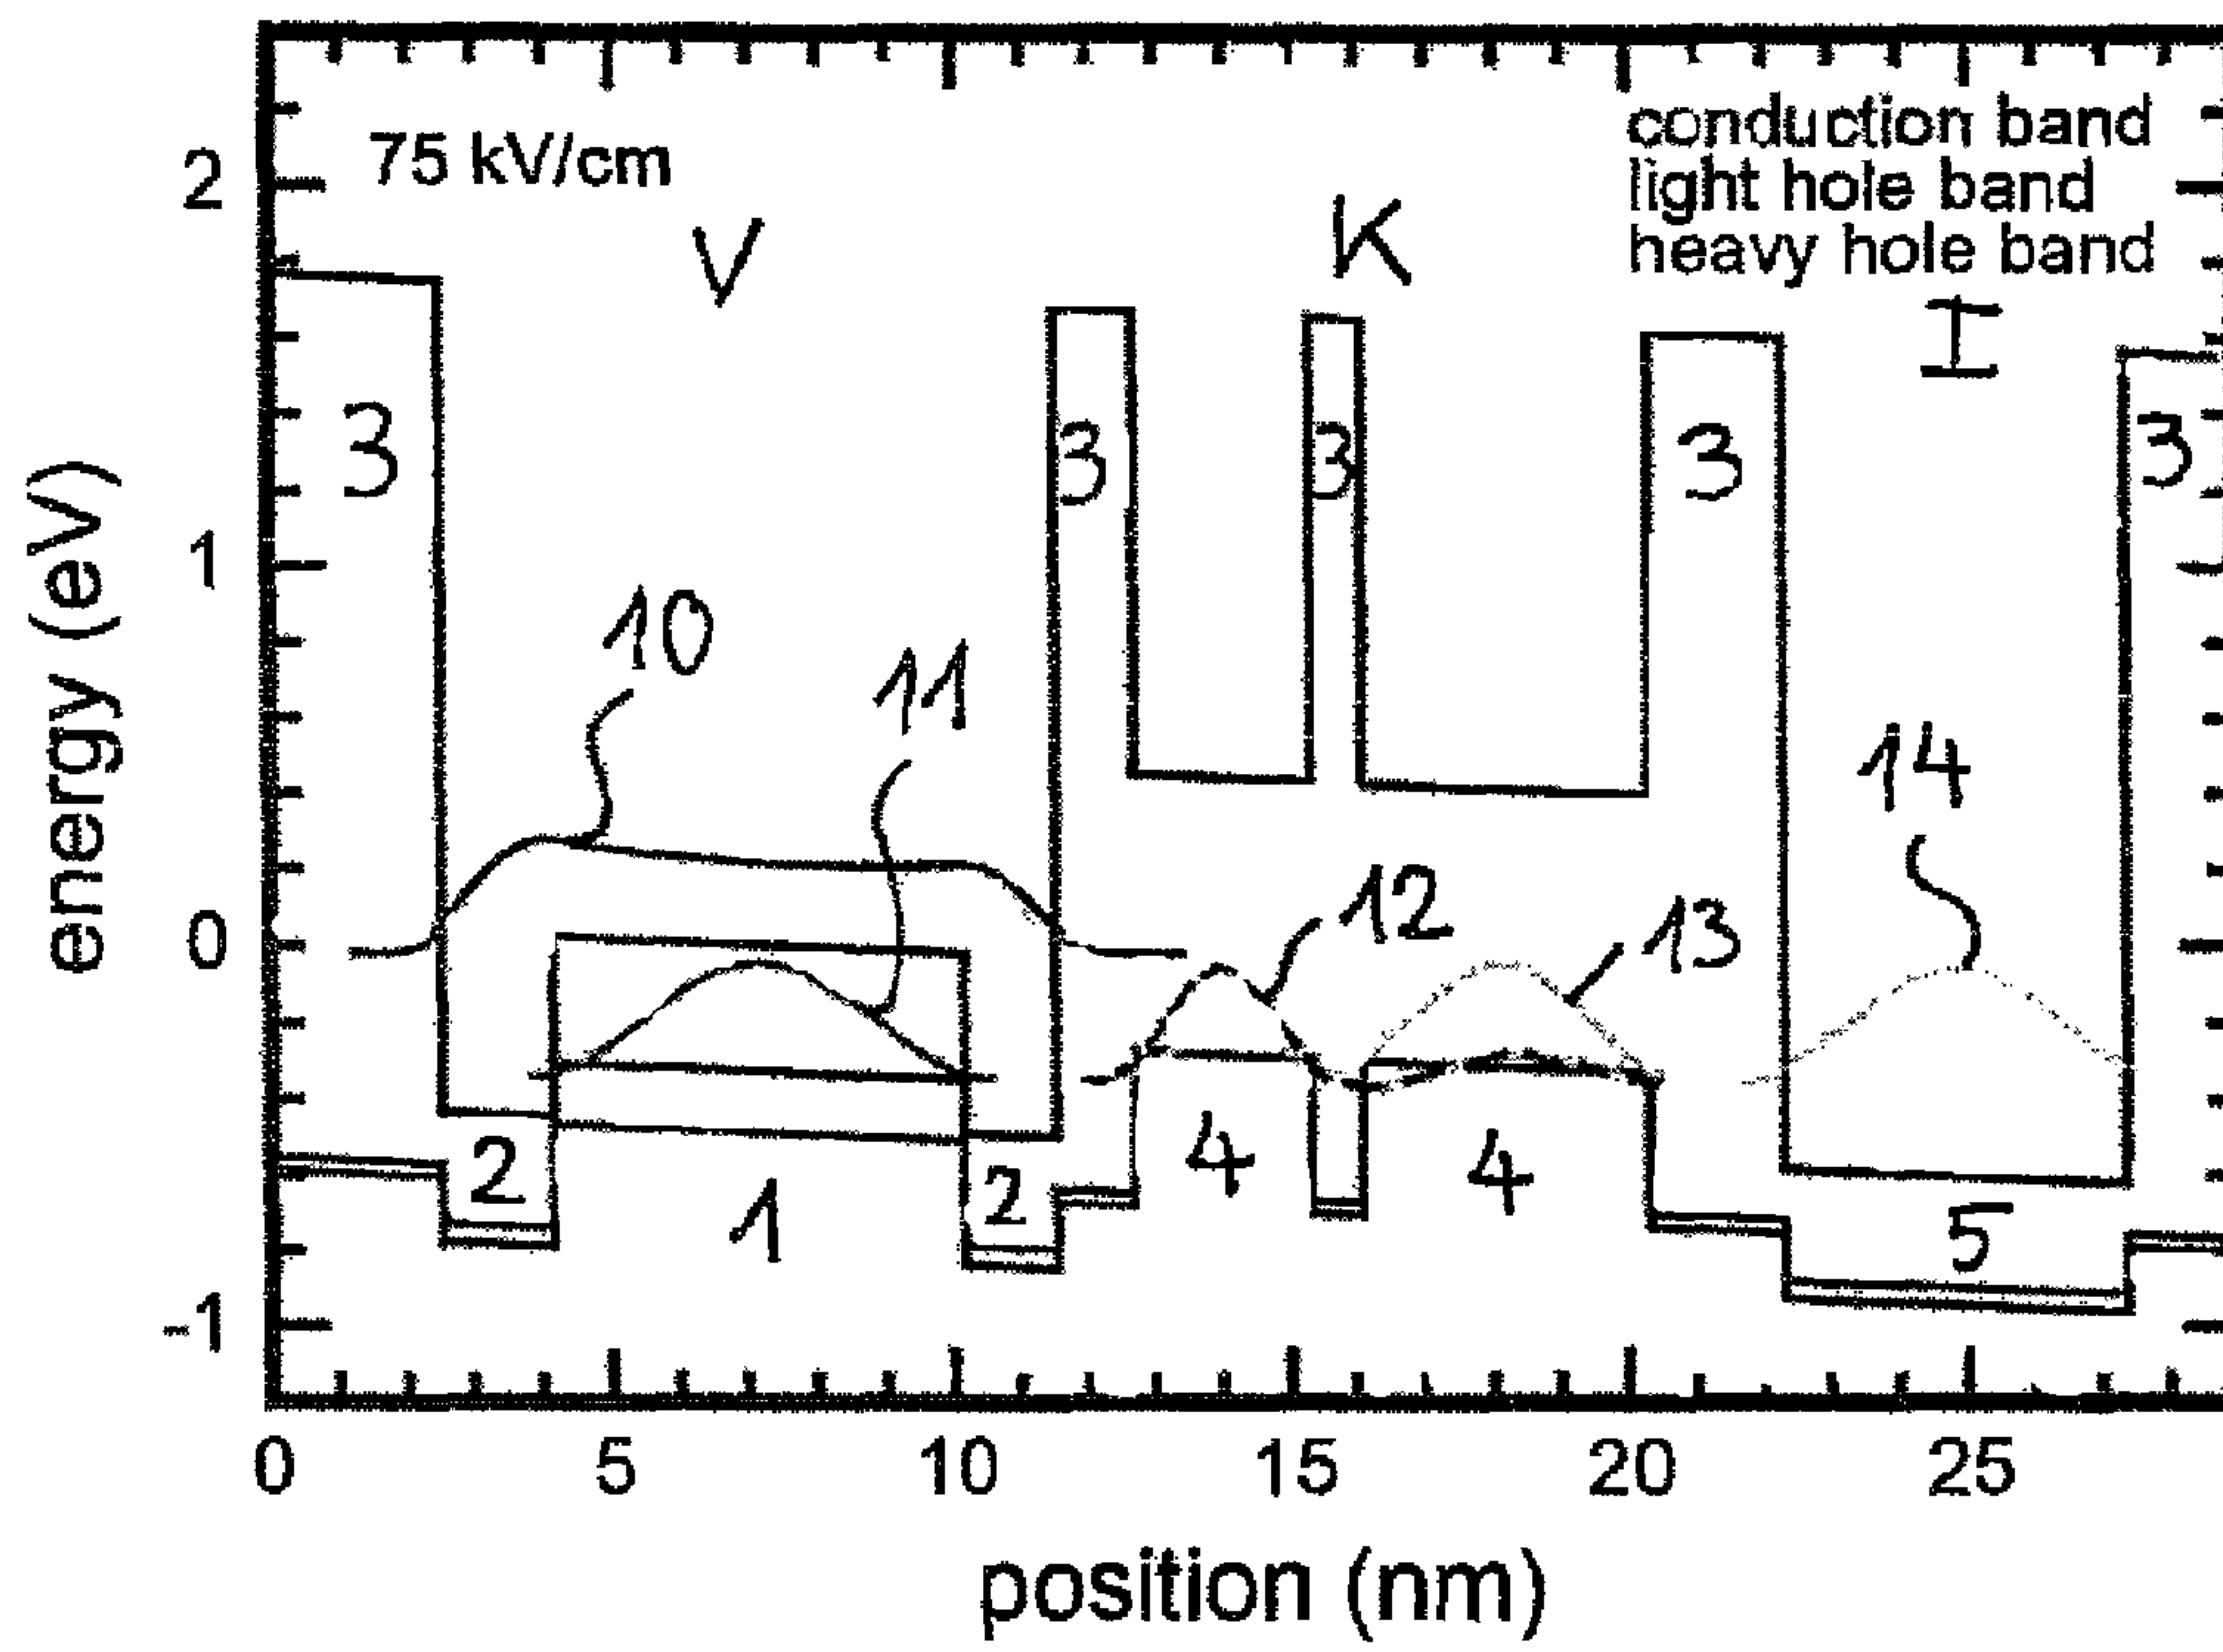 75 kV/cm
conduction band
light hole band
heavy hole band
V
K
I
3
3
3
3
3
10
11
14
12
13
2
2
1
4
4
5
energy (eV)
2
1
0
-1
0
5
10
15
20
25
position (nm)